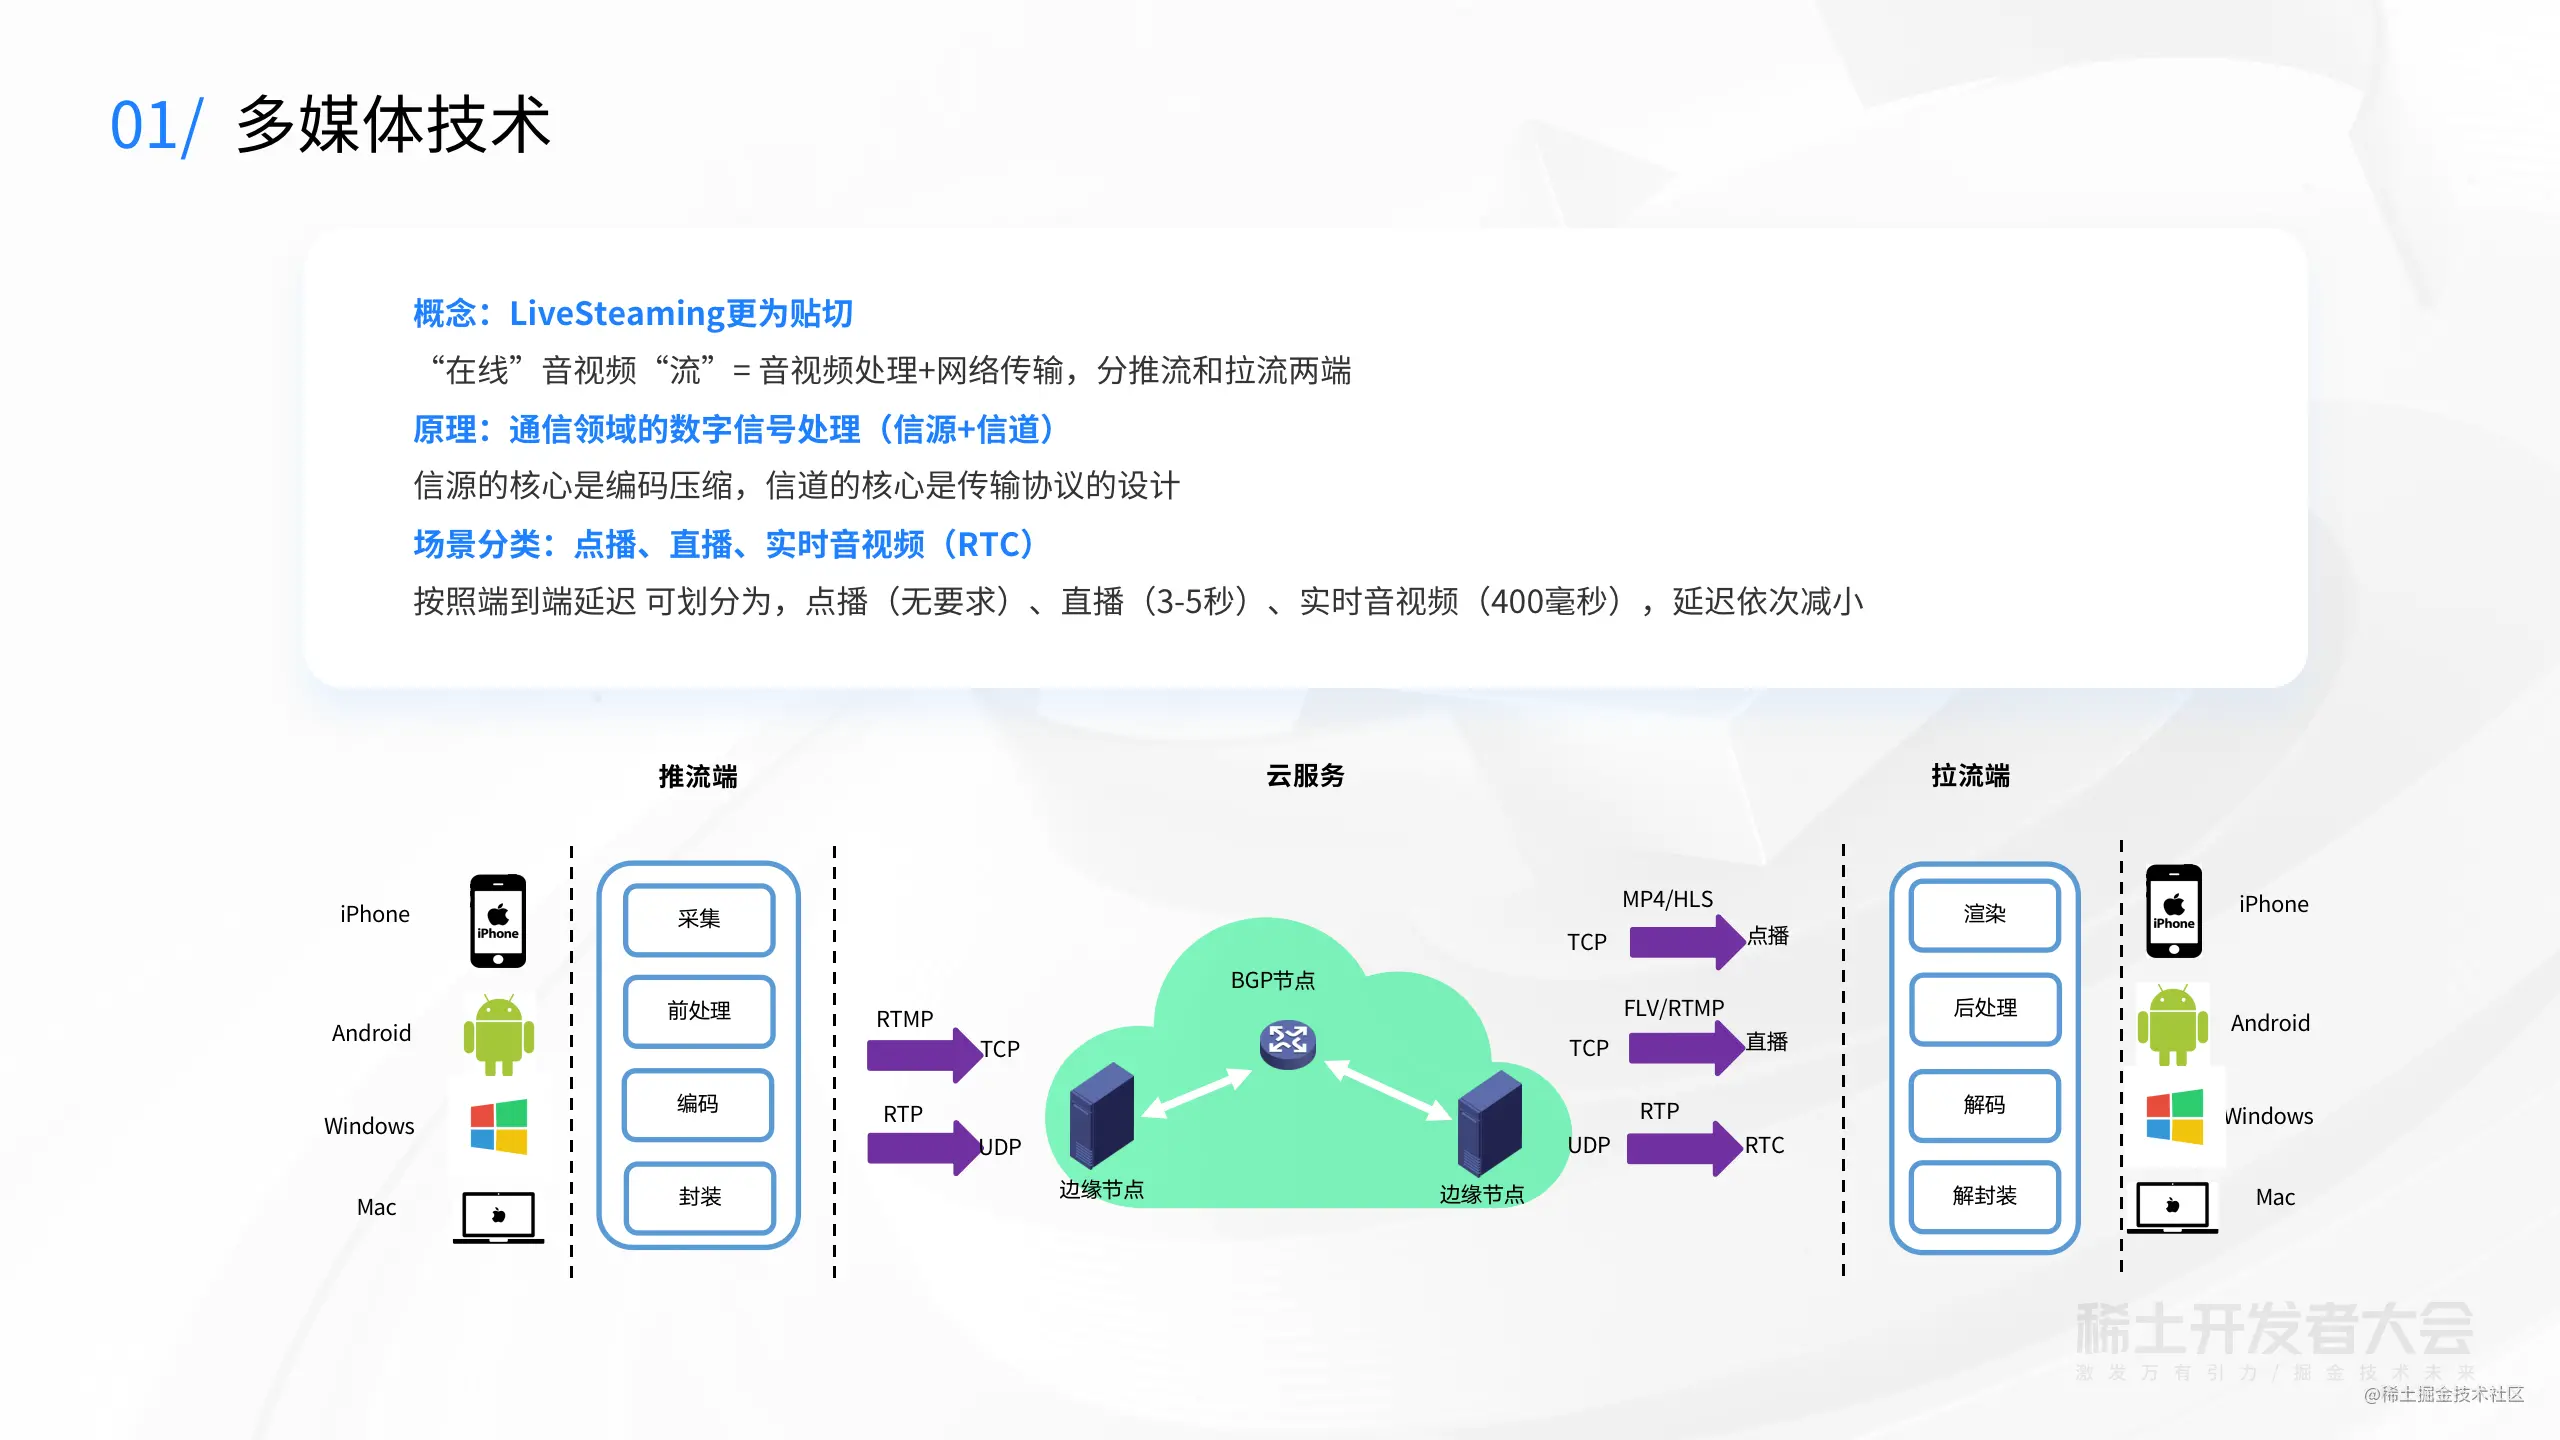 01/ 多媒体技术
概念：LiveSteaming更为贴切
“在线”音视频“流”= 音视频处理+网络传输，分推流和拉流两端
原理：通信领域的数字信号处理（信源+信道）
信源的核心是编码压缩，信道的核心是传输协议的设计
场景分类：点播、直播、实时音视频（RTC）
按照端到端延迟 可划分为，点播（无要求）、直播（3-5秒）、实时音视频（400毫秒），延迟依次减小
推流端
云服务
拉流端
iPhone
iPhone
Android
Windows
Mac
采集
前处理
编码
封装
RTMP
TCP
RTP
UDP
BGP节点
边缘节点
边缘节点
MP4/HLS
TCP
点播
FLV/RTMP
TCP
直播
RTP
UDP
RTC
渲染
后处理
解码
解封装
iPhone
iPhone
Android
Windows
Mac
稀土开发者大会
激发万有引力/掘金技术未来
@稀土掘金技术社区